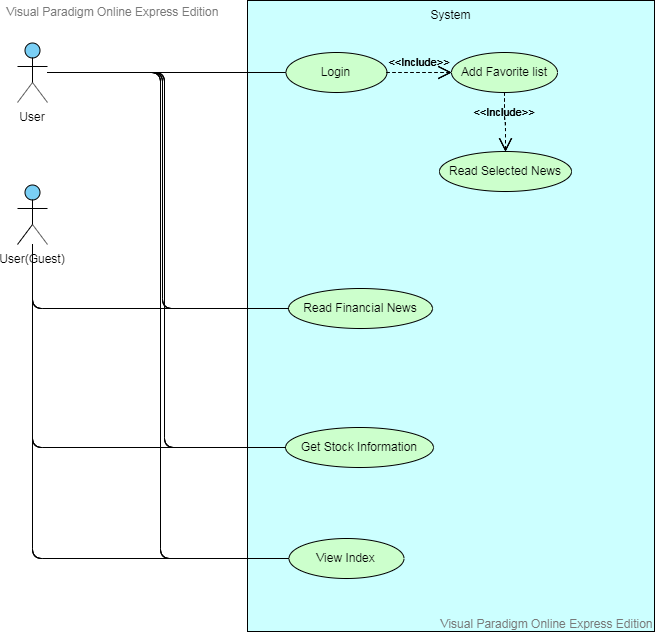 Visual Paradigm Online Express Edition
System
User
Login
<<Include>>
Add Favorite list
<<Include>>
Read Selected News
User(Guest)
Read Financial News
Get Stock Information
View Index
Visual Paradigm Online Express Edition